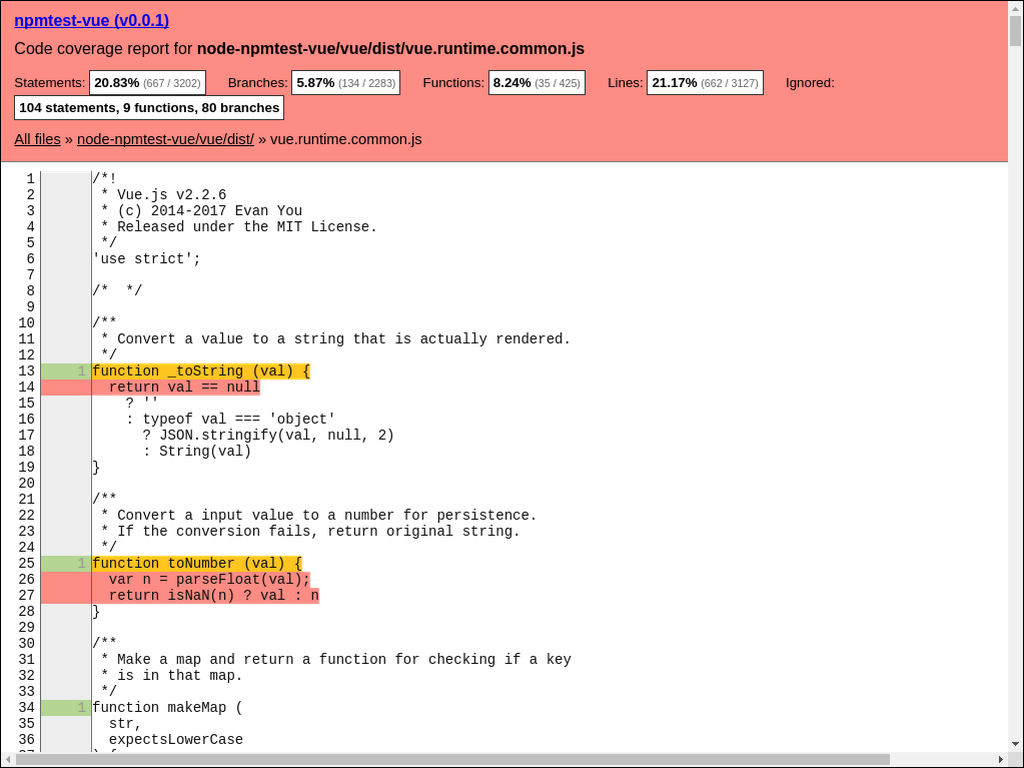 npmtest-vue (v0.0.1)
Code coverage report for node-npmtest-vue/vue/dist/vue.runtime.common.js
Statements: 20.83% (667 / 3202) Branches: 5.87% (134 / 2283) Functions: 8.24% (35 / 425) Lines: 21.17% (662 / 3127) Ignored:
104 statements, 9 functions, 80 branches
All files » node-npmtest-vue/vue/dist/ » vue.runtime.common.js
1 /*!
2  * Vue.js v2.2.6
3  * (c) 2014-2017 Evan You
4  * Released under the MIT License.
5  */
6 'use strict';
7
8 /*  */
9
10 /**
11  * Convert a value to a string that is actually rendered.
12  */
13 1 function _toString (val) {
14   return val == null
15     ? ''
16     : typeof val === 'object'
17       ? JSON.stringify(val, null, 2)
18       : String(val)
19 }
20
21 /**
22  * Convert a input value to a number for persistence.
23  * If the conversion fails, return original string.
24  */
25 1 function toNumber (val) {
26   var n = parseFloat(val);
27   return isNaN(n) ? val : n
28 }
29
30 /**
31  * Make a map and return a function for checking if a key
32  * is in that map.
33  */
34 1 function makeMap (
35   str,
36   expectsLowerCase